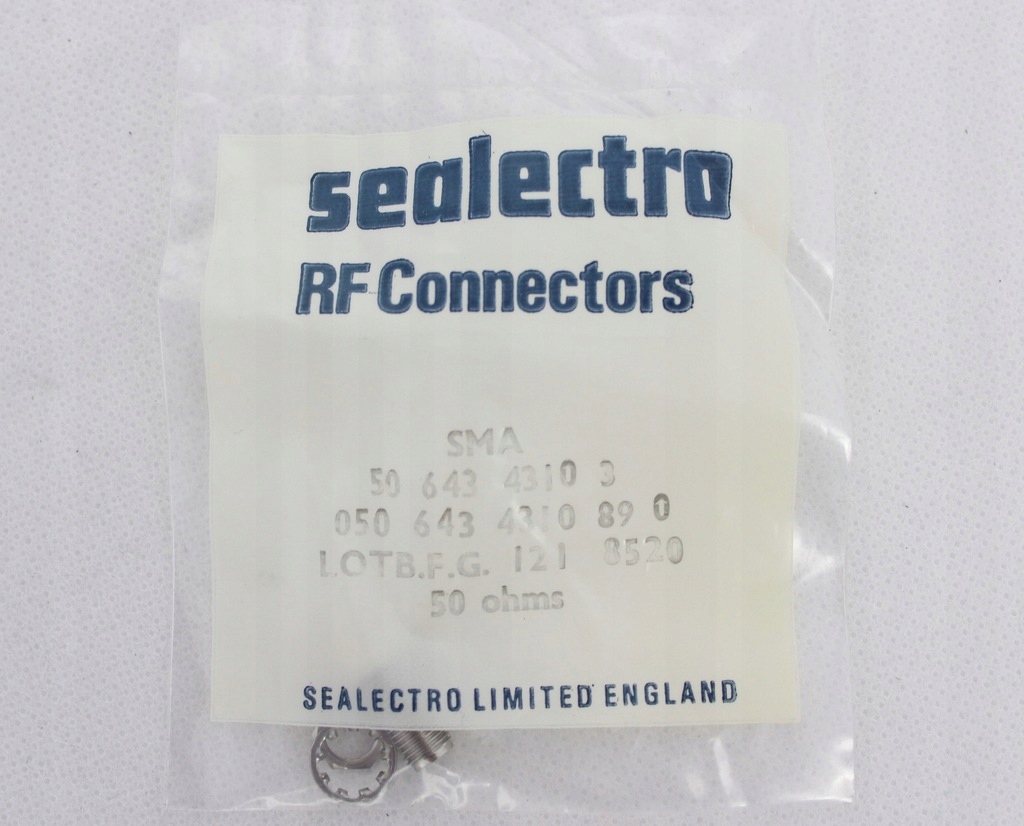 sealectro
RF Connectors
SMA
50 643 4310 3
050 643 4310 89 0
LOTB.F.G. 121 8520
50 ohms
SEALECTRO LIMITED ENGLAND